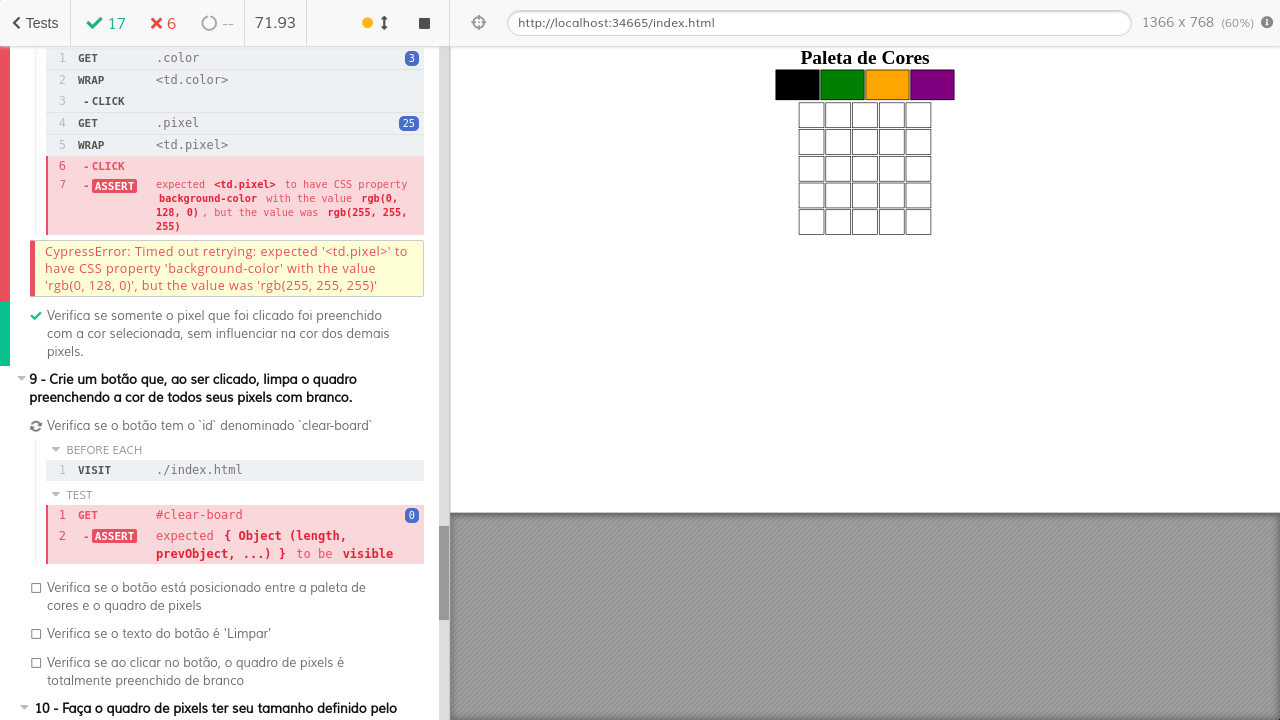 Tests
17
6
--
71.93
http://localhost:34665/index.html
1366 x 768 (60%)
1 GET .color 3
2 WRAP <td.color>
3 - CLICK
4 GET .pixel 25
5 WRAP <td.pixel>
6 - CLICK
7 - ASSERT expected <td.pixel> to have CSS property
background-color with the value rgb(0,
128, 0) , but the value was rgb(255, 255,
255)
CypressError: Timed out retrying: expected '<td.pixel>' to
have CSS property 'background-color' with the value
'rgb(0, 128, 0)', but the value was 'rgb(255, 255, 255)'
Verifica se somente o pixel que foi clicado foi preenchido
com a cor selecionada, sem influenciar na cor dos demais
pixels.
9 - Crie um botão que, ao ser clicado, limpa o quadro
preenchendo a cor de todos seus pixels com branco.
Verifica se o botão tem o `id` denominado `clear-board`
BEFORE EACH
1 VISIT ./index.html
TEST
1 GET #clear-board 0
2 - ASSERT expected { Object (length,
prevObject, ...) } to be visible
Verifica se o botão está posicionado entre a paleta de
cores e o quadro de pixels
Verifica se o texto do botão é 'Limpar'
Verifica se ao clicar no botão, o quadro de pixels é
totalmente preenchido de branco
10 - Faça o quadro de pixels ter seu tamanho definido pelo
Paleta de Cores